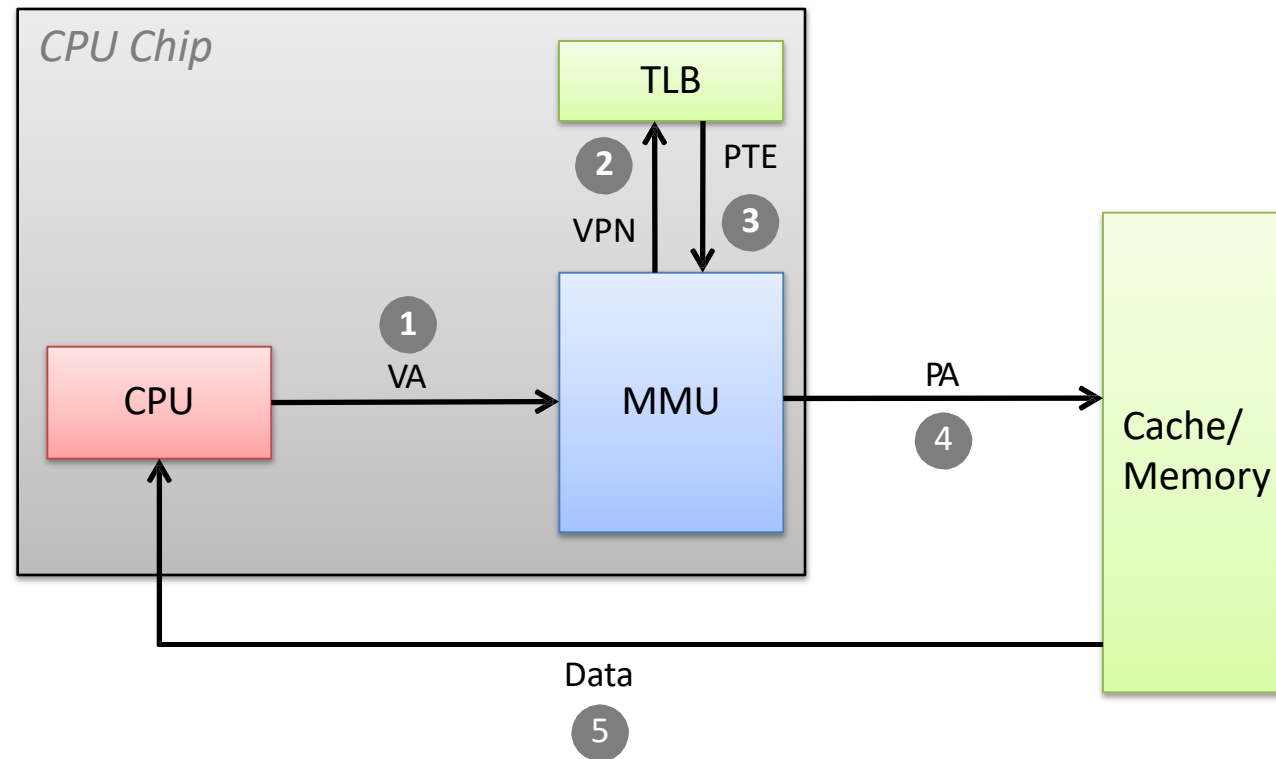 CPU Chip
TLB
2
PTE
VPN
3
1
VA
CPU
MMU
PA
4
Cache/
Memory
Data
5